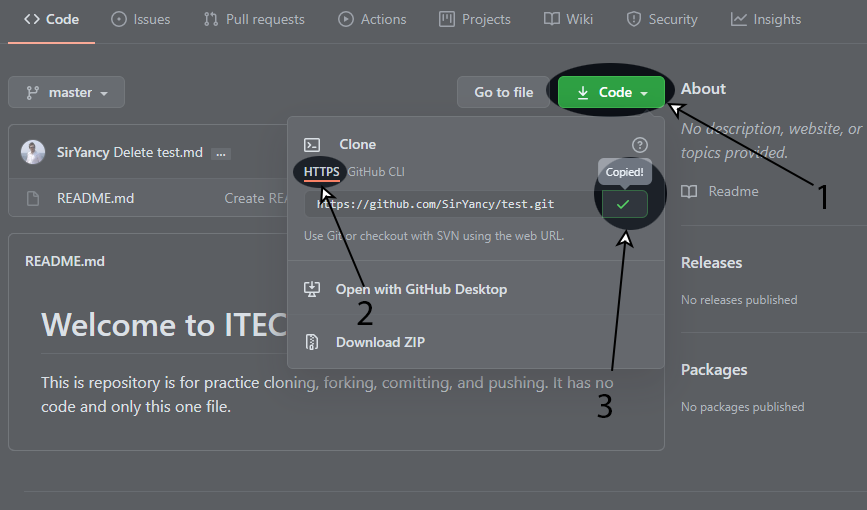 Code Issues Pull requests Actions Projects Wiki Security Insights
master Go to file Code About
No description, website, or
topics provided.
Readme
SirYancy Delete test.md ...
README.md Create RE
Clone
HTTPS GitHub CLI Copied!
https://github.com/SirYancy/test.git
Use Git or checkout with SVN using the web URL.
Open with GitHub Desktop
Download ZIP
1
2
3
README.md
Welcome to ITEC
This is repository is for practice cloning, forking, comitting, and pushing. It has no
code and only this one file.
Releases
No releases published
Packages
No packages published